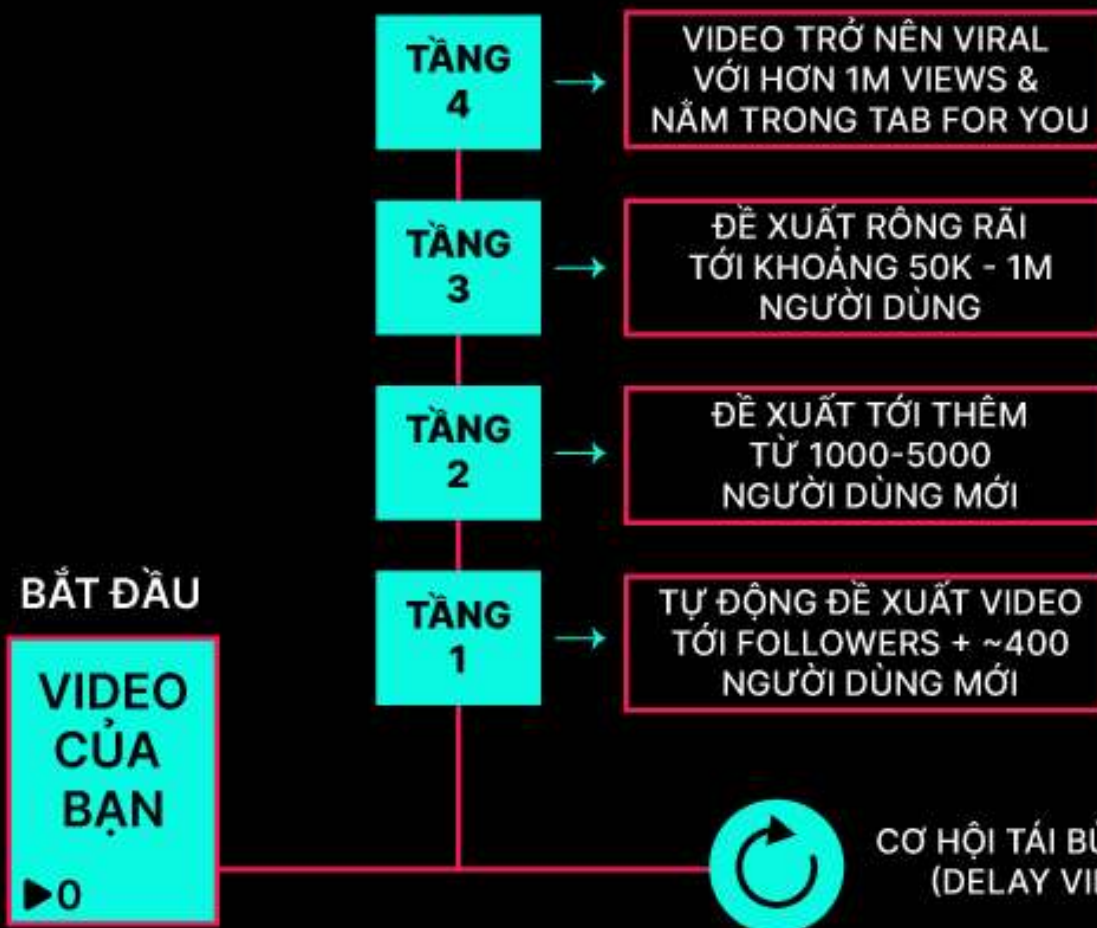 TẦNG
4
VIDEO TRỞ NÊN VIRAL
VỚI HƠN 1M VIEWS &
NẰM TRONG TAB FOR YOU
TẦNG
3
ĐỀ XUẤT RÔNG RÃI
TỚI KHOẢNG 50K - 1M
NGƯỜI DÙNG
TẦNG
2
ĐỀ XUẤT TỚI THÊM
TỪ 1000-5000
NGƯỜI DÙNG MỚI
TẦNG
1
TỰ ĐỘNG ĐỀ XUẤT VIDEO
TỚI FOLLOWERS + ~400
NGƯỜI DÙNG MỚI
BẮT ĐẦU
VIDEO
CỦA
BẠN
0
CƠ HỘI TÁI
(DELAY